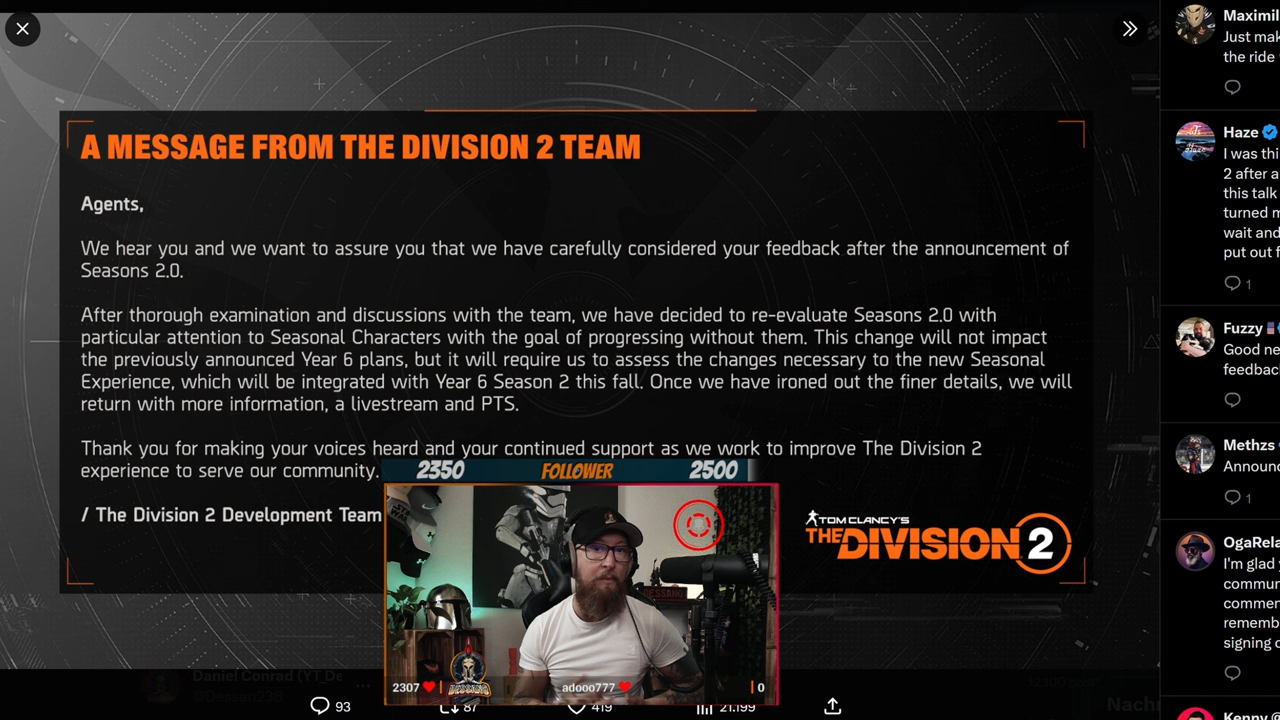 A MESSAGE FROM THE DIVISION 2 TEAM
Agents,
We hear you and we want to assure you that we have carefully considered your feedback after the announcement of
Seasons 2.0.
After thorough examination and discussions with the team, we have decided to re-evaluate Seasons 2.0 with
particular attention to Seasonal Characters with the goal of progressing without them. This change will not impact
the previously announced Year 6 plans, but it will require us to assess the changes necessary to the new Seasonal
Experience, which will be integrated with Year 6 Season 2 this fall. Once we have ironed out the finer details, we will
return with more information, a livestream and PTS.
Thank you for making your voices heard and your continued support as we work to improve The Division 2
experience to serve our community.
/ The Division 2 Development Team
TOM CLANCY'S
THE DIVISION 2
2350 FOLLOWER 2500
DESSANO
2307
adooo777
0
Daniel Conrad (YT_De
93
87
419
21.199
Nach
Maximil
Just mak
the ride
Haze
I was thi
2 after a
this talk
turned m
wait and
put out f
1
Fuzzy
Good ne
feedbac
Methzs
Announc
1
OgaRela
I'm glad y
commun
commen
rememb
signing o
Kenny